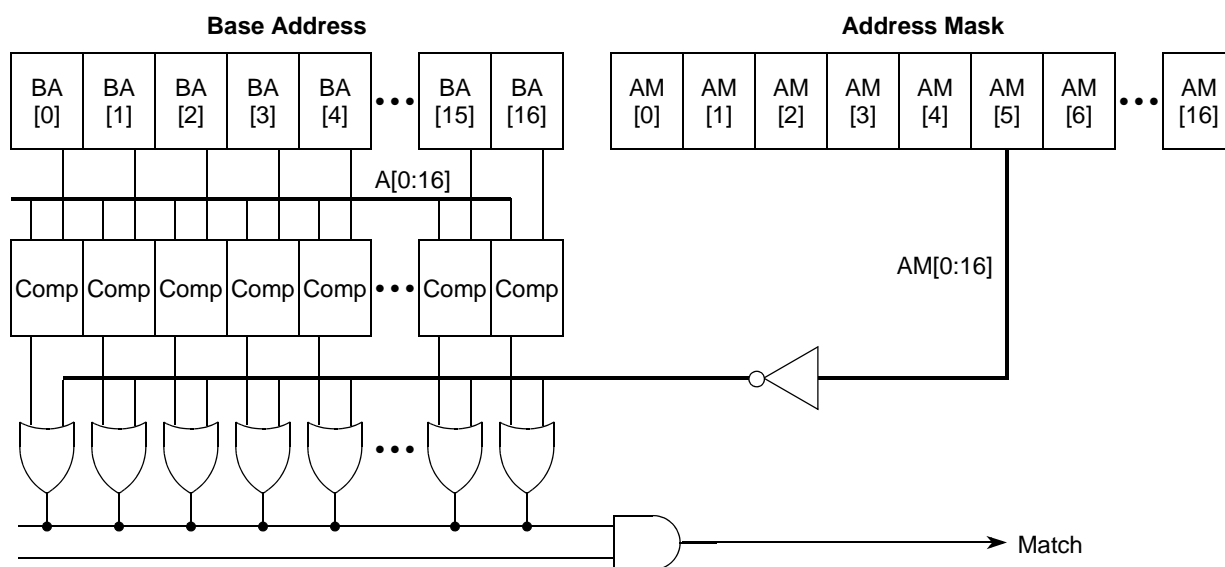 Base Address Address Mask
BA BA BA BA BA BA BA AM AM AM AM AM AM AM AM
[0] [1] [2] [3] [4] ••• [15] [16] [0] [1] [2] [3] [4] [5] [6] ••• [16]
A[0:16]
AM[0:16]
Comp Comp Comp Comp Comp ••• Comp Comp
•••
Match